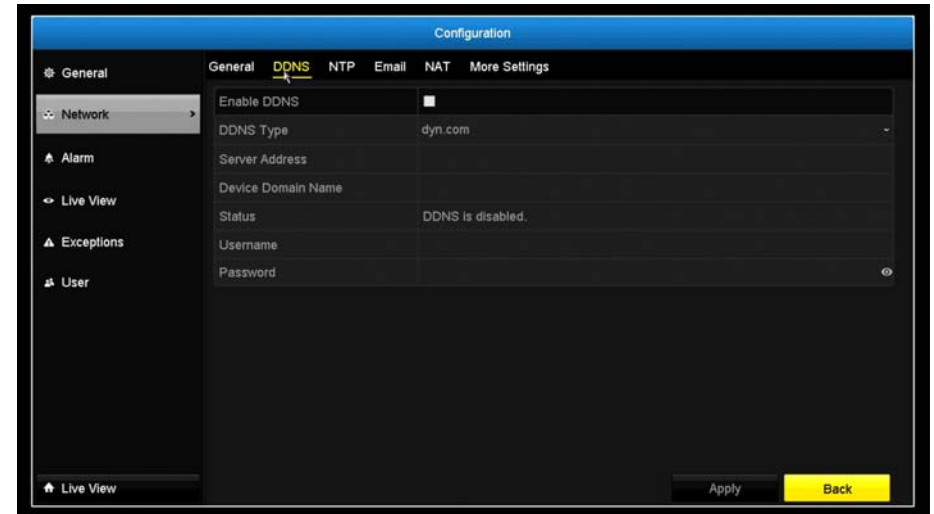 Configuration
General
Network
Alarm
Live View
Exceptions
User
Live View
General DDNS NTP Email NAT More Settings
Enable DDNS
DDNS Type dyn.com
Server Address
Device Domain Name
Status DDNS is disabled.
Username
Password
Apply Back